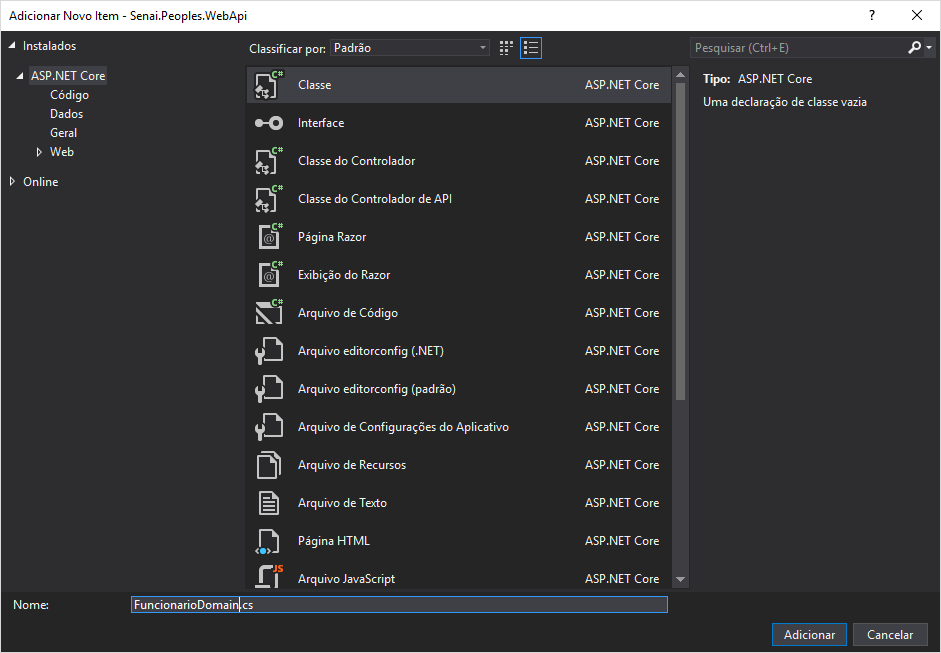 Adicionar Novo Item - Senai.Peoples.WebApi
?
Instalados
ASP.NET Core
Código
Dados
Geral
Web
Online
Classificar por: Padrão
C# Classe ASP.NET Core
Interface ASP.NET Core
C# Classe do Controlador ASP.NET Core
C# Classe do Controlador de API ASP.NET Core
C# @ Página Razor ASP.NET Core
C# @ Exibição do Razor ASP.NET Core
C# Arquivo de Código ASP.NET Core
Arquivo editorconfig (.NET) ASP.NET Core
Arquivo editorconfig (padrão) ASP.NET Core
Arquivo de Configurações do Aplicativo ASP.NET Core
Arquivo de Recursos ASP.NET Core
Arquivo de Texto ASP.NET Core
Página HTML ASP.NET Core
JS Arquivo JavaScript ASP.NET Core
Pesquisar (Ctrl+E)
Tipo: ASP.NET Core
Uma declaração de classe vazia
Nome: FuncionarioDomain.cs
Adicionar Cancelar